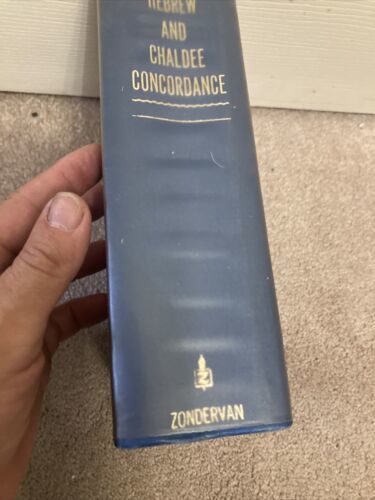 HEBREW
AND
CHALDEE
CONCORDANCE
Z
ZONDERVAN